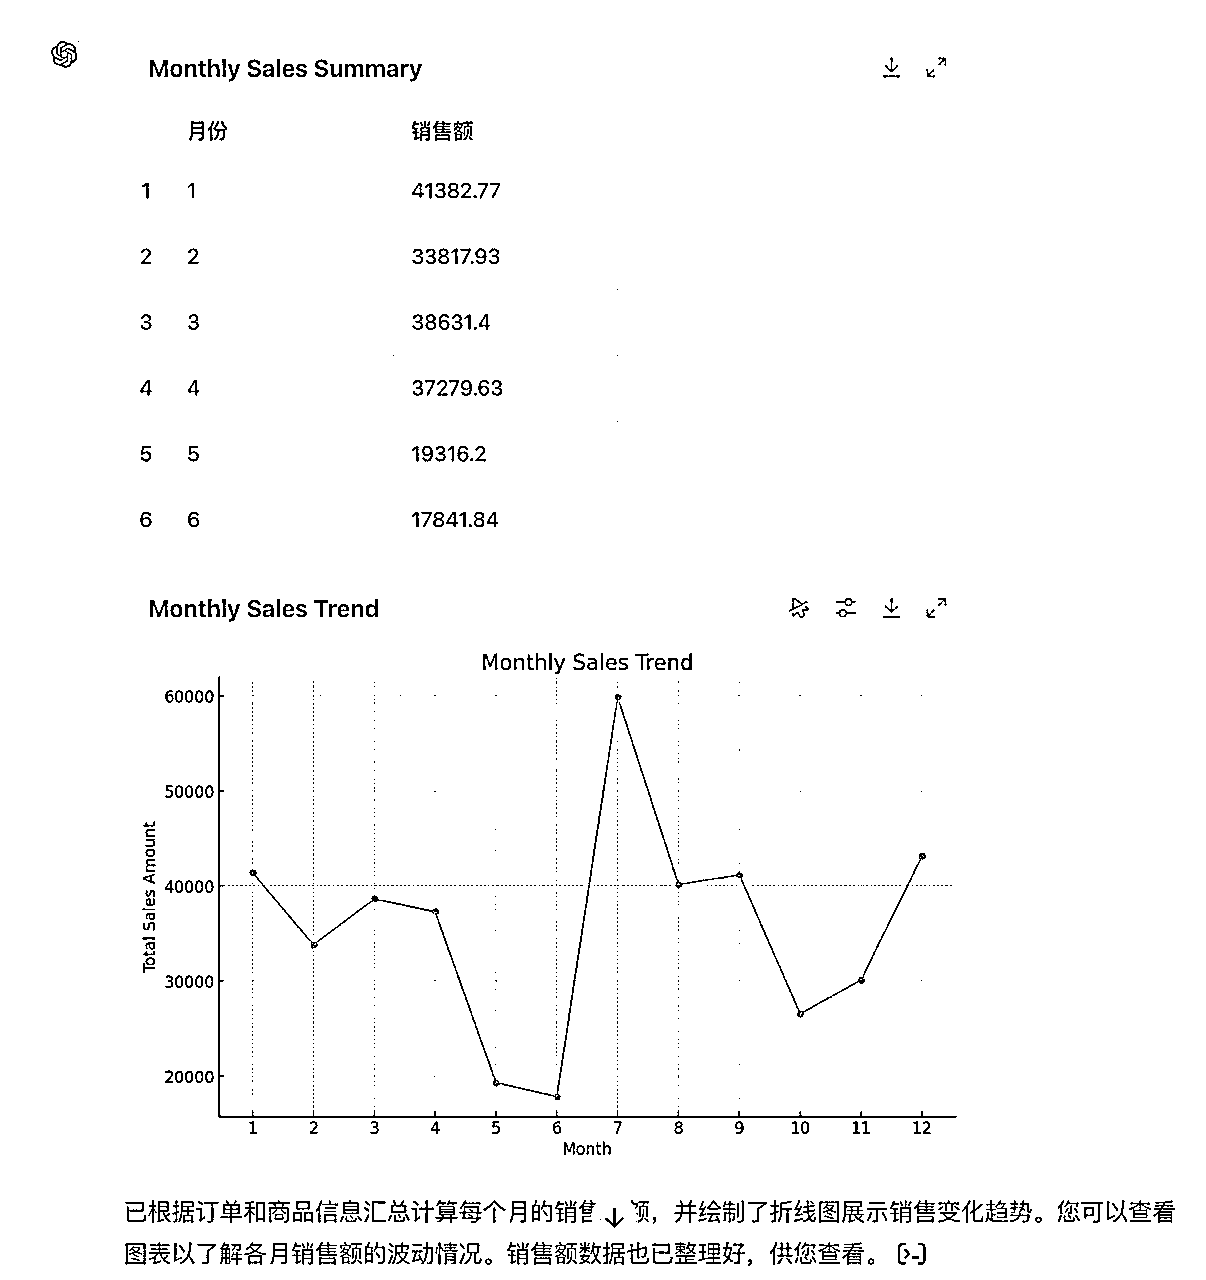 Monthly Sales Summary
月份 销售额
1 1 41382.77
2 2 33817.93
3 3 38631.4
4 4 37279.63
5 5 19316.2
6 6 17841.84
Monthly Sales Trend
Monthly Sales Trend
60000
50000
40000
30000
20000
Total Sales Amount
1 2 3 4 5 6 7 8 9 10 11 12
Month
已根据订单和商品信息汇总计算每个月的销售额，并绘制了折线图展示销售变化趋势。您可以查看
图表以了解各月销售额的波动情况。销售额数据也已整理好，供您查看。 [>-]